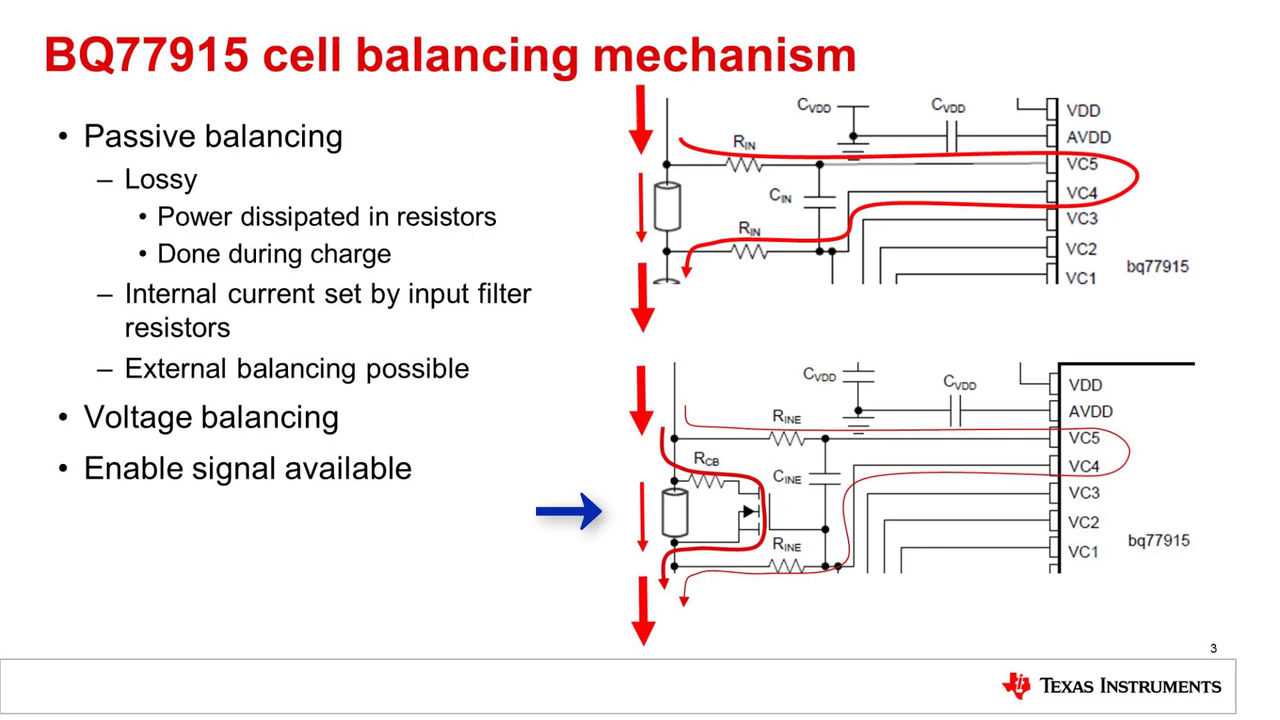 BQ77915 cell balancing mechanism
• Passive balancing
– Lossy
• Power dissipated in resistors
• Done during charge
– Internal current set by input filter
resistors
– External balancing possible
• Voltage balancing
• Enable signal available
CVDD
CVDD
VDD
AVDD
RIN
VC5
CIN
VC4
RIN
VC3
VC2
VC1
bq77915
CVDD
CVDD
VDD
AVDD
RINE
VC5
RCB
CINE
VC4
VC3
VC2
RINE
VC1
bq77915
3
TEXAS INSTRUMENTS